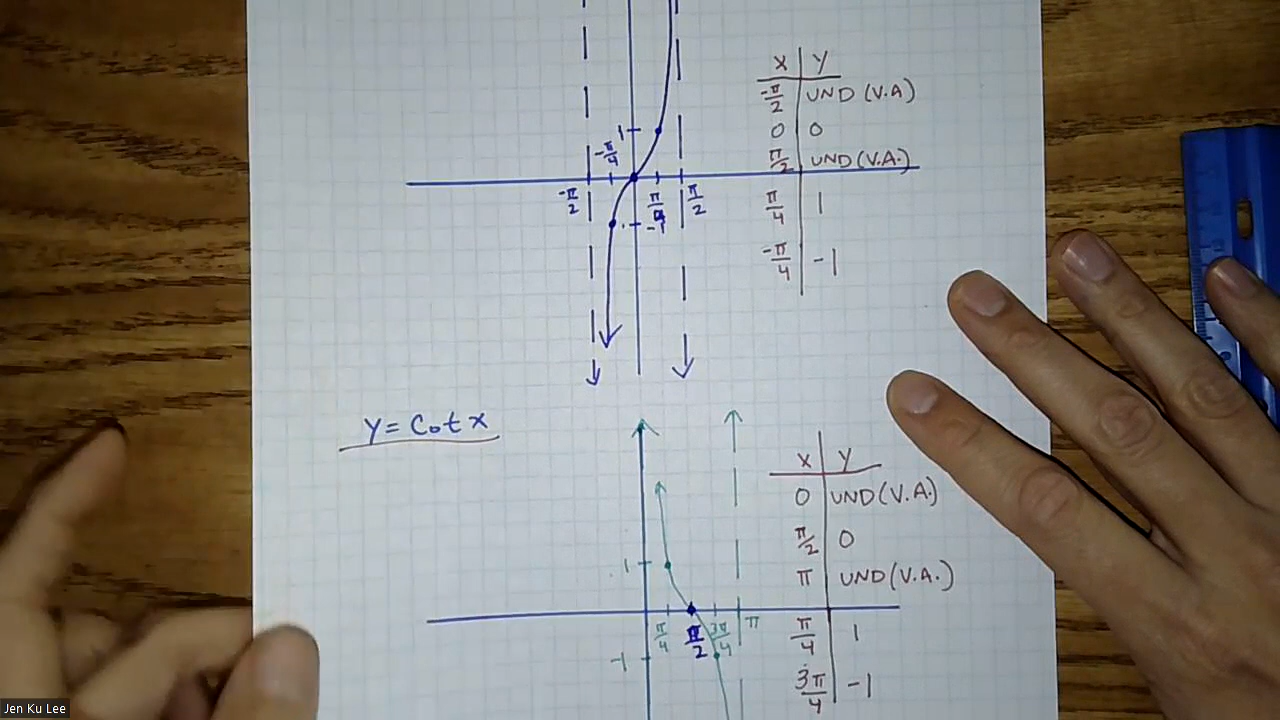 x | y
-π/2 | UND (V.A)
0 | 0
π/2 | UND (V.A.)
π/4 | 1
-π/4 | -1
1
-π/4
-π/2 π/4 π/2
-1
y = cot x
x | y
0 | UND (V.A.)
π/2 | 0
π | UND (V.A.)
π/4 | 1
3π/4 | -1
1
π/4 π/2 3π/4 π
-1
Jen Ku Lee